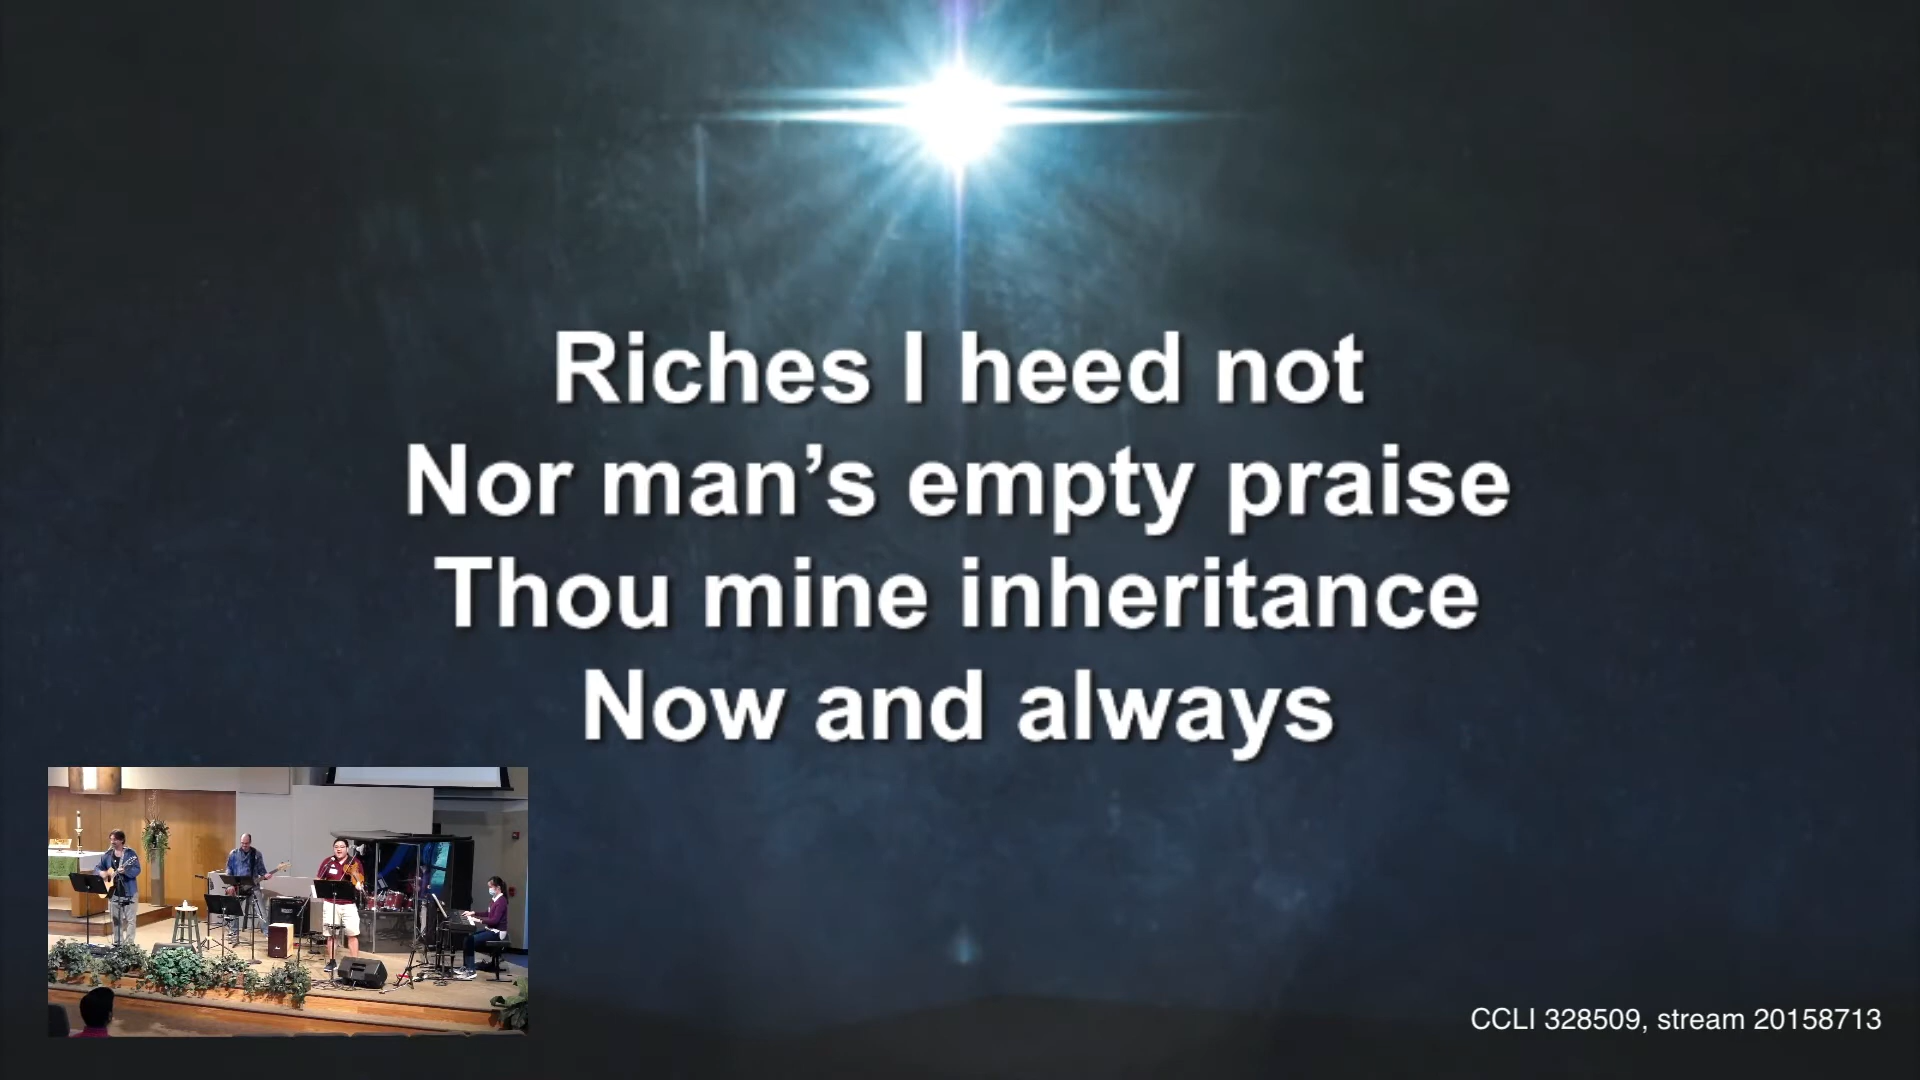 Riches I heed not
Nor man’s empty praise
Thou mine inheritance
Now and always
CCLI 328509, stream 20158713